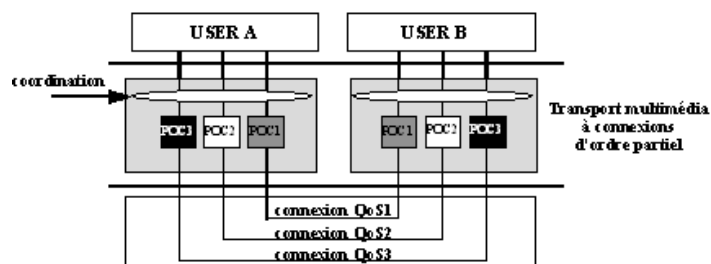 USER A
USER B
coordination
POC3
POC2
POC1
POC1
POC2
POC3
Transport multimédia
à connexions
d'ordre partiel
connexion QoS1
connexion QoS2
connexion QoS3